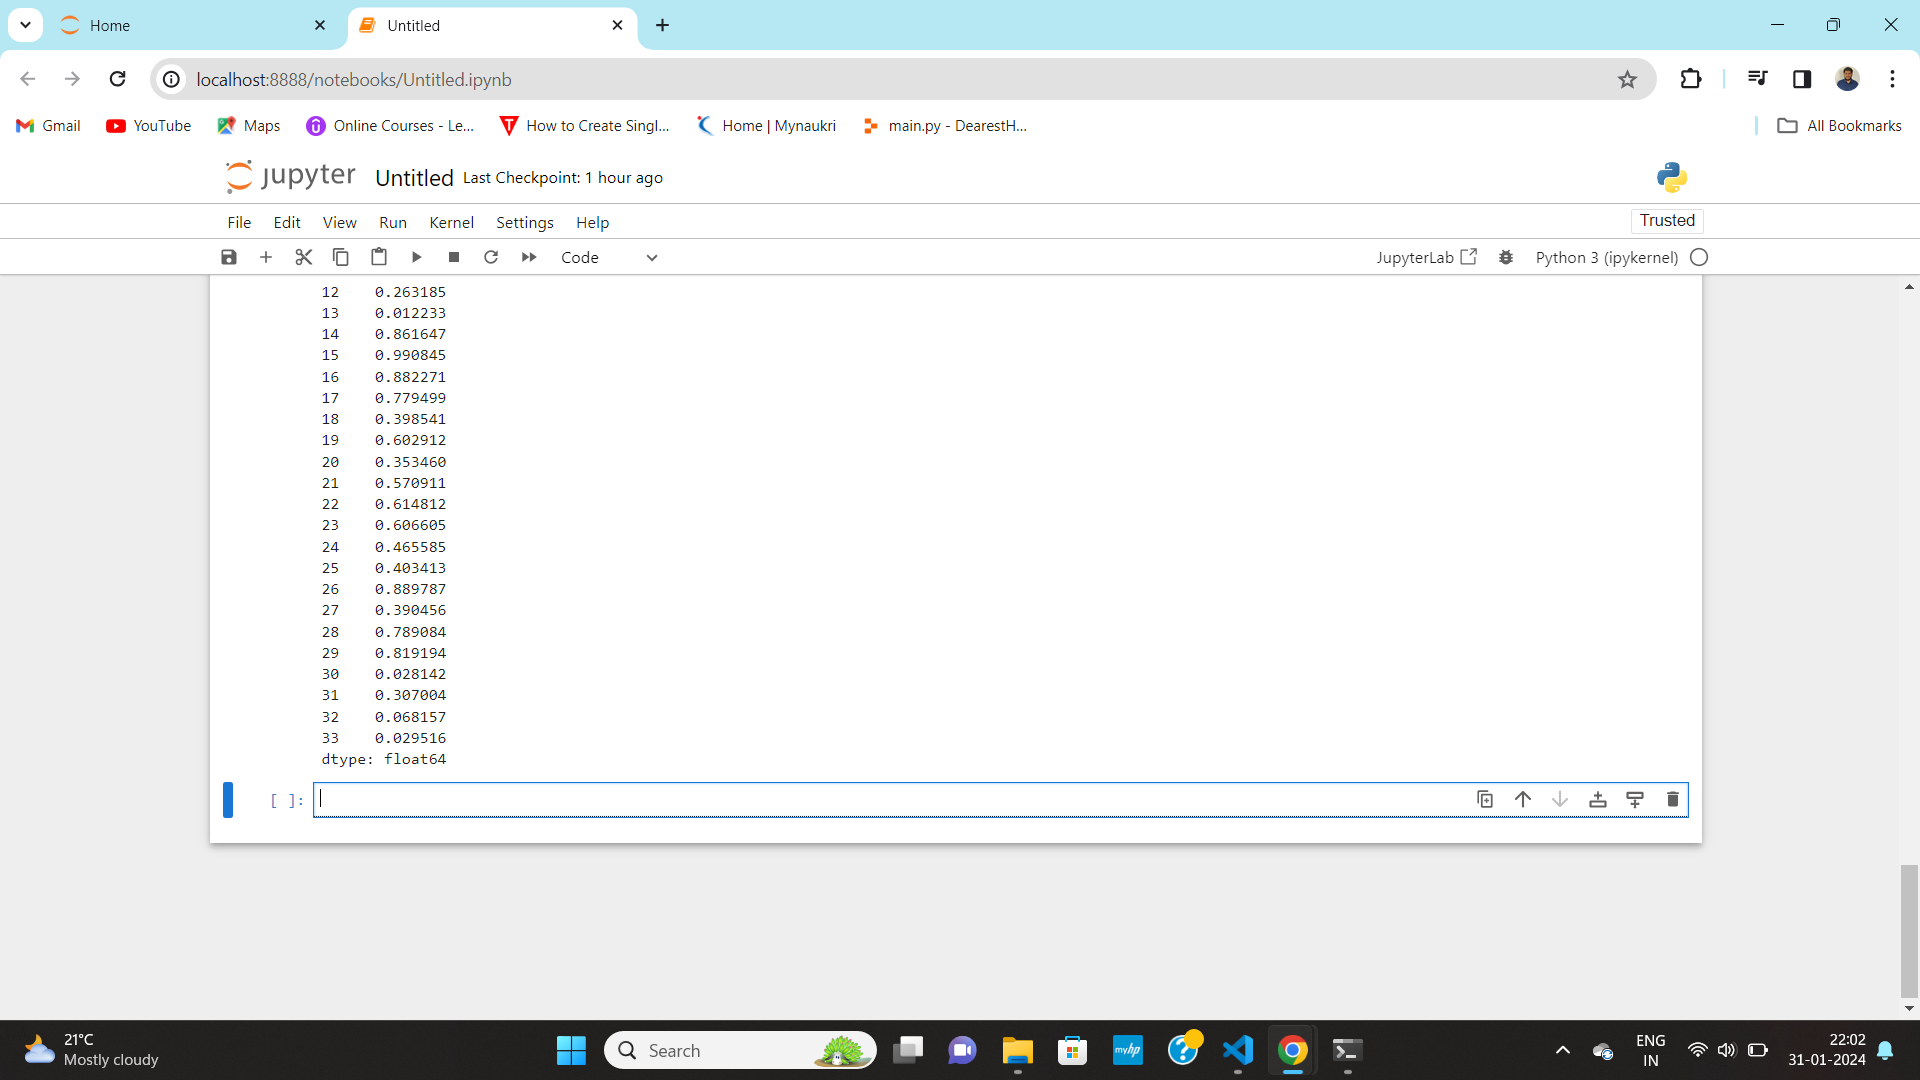 Home
Untitled
localhost:8888/notebooks/Untitled.ipynb
Gmail
YouTube
Maps
Online Courses - Le...
How to Create Singl...
Home | Mynaukri
main.py - DearestH...
All Bookmarks
jupyter Untitled Last Checkpoint: 1 hour ago
File Edit View Run Kernel Settings Help
Trusted
Code
JupyterLab
Python 3 (ipykernel)
12 0.263185
13 0.012233
14 0.861647
15 0.990845
16 0.882271
17 0.779499
18 0.398541
19 0.602912
20 0.353460
21 0.570911
22 0.614812
23 0.606605
24 0.465585
25 0.403413
26 0.889787
27 0.390456
28 0.789084
29 0.819194
30 0.028142
31 0.307004
32 0.068157
33 0.029516
dtype: float64
[ ]:
21°C
Mostly cloudy
Search
myhp
ENG
IN
22:02
31-01-2024